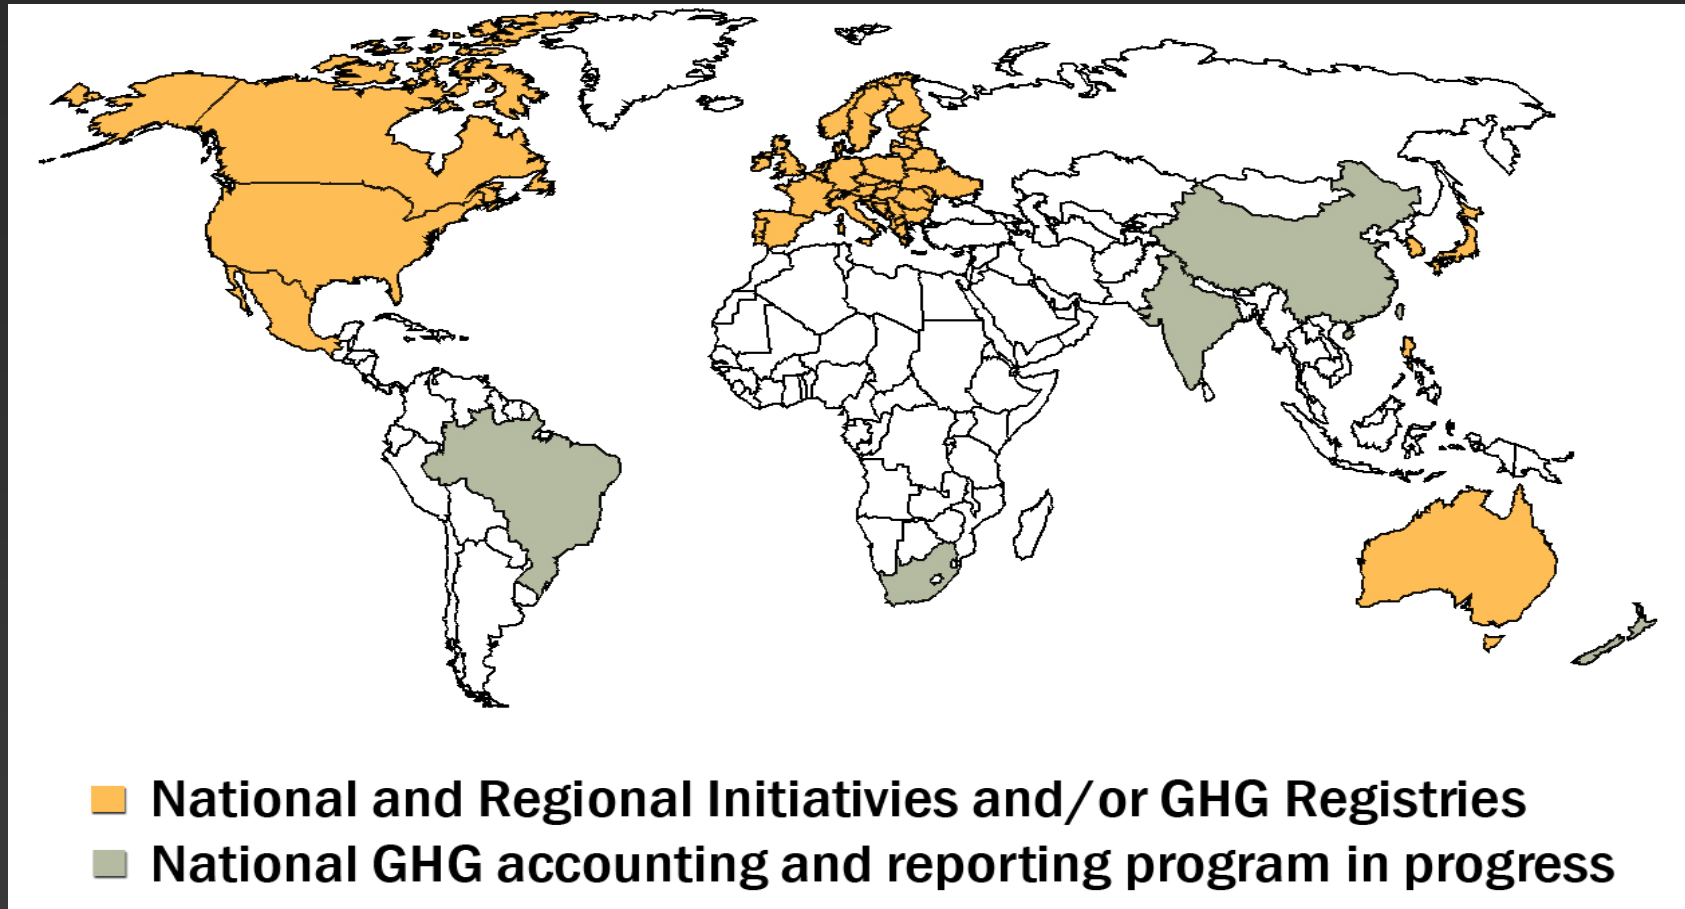 National and Regional Initiativies and/or GHG Registries
National GHG accounting and reporting program in progress